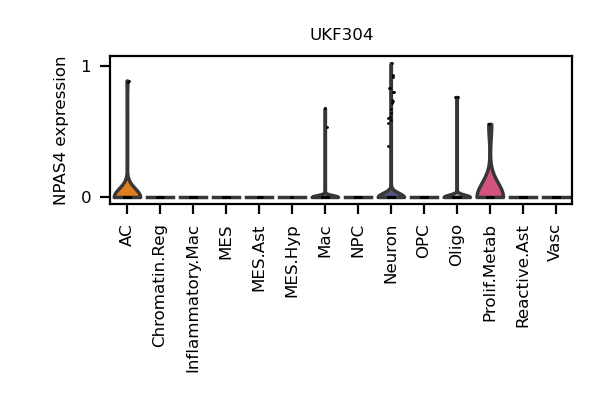 UKF304
NPAS4 expression
1
0
AC
Chromatin.Reg
Inflammatory.Mac
MES
MES.Ast
MES.Hyp
Mac
NPC
Neuron
OPC
Oligo
Prolif.Metab
Reactive.Ast
Vasc